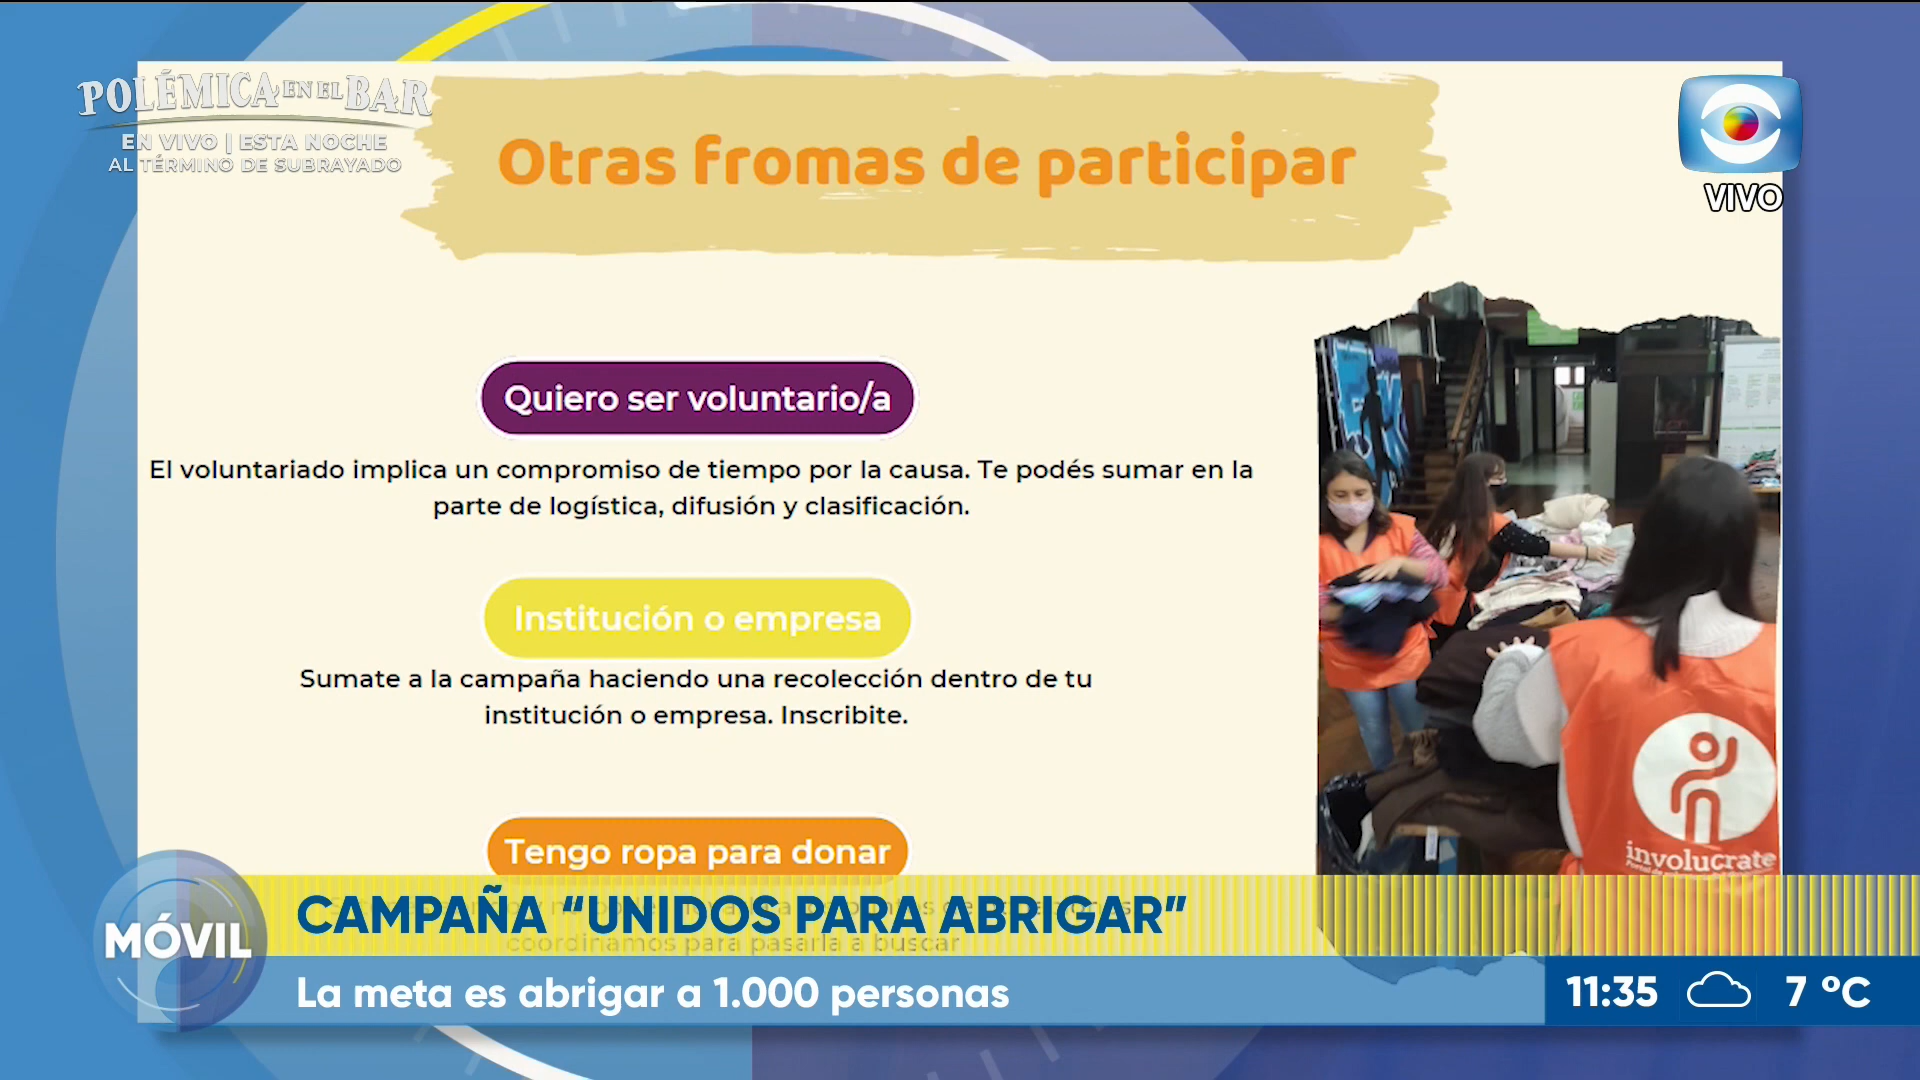 POLÉMICA EN EL BAR
EN VIVO | ESTA NOCHE
AL TÉRMINO DE SUBRAYADO
Otras fromas de participar
VIVO
Quiero ser voluntario/a
El voluntariado implica un compromiso de tiempo por la causa. Te podés sumar en la
parte de logística, difusión y clasificación.
Institución o empresa
Sumate a la campaña haciendo una recolección dentro de tu
institución o empresa. Inscribite.
Tengo ropa para donar
involucrate
coordinamos para pasarla a buscar
MÓVIL
CAMPAÑA “UNIDOS PARA ABRIGAR”
La meta es abrigar a 1.000 personas
11:35
7 °C